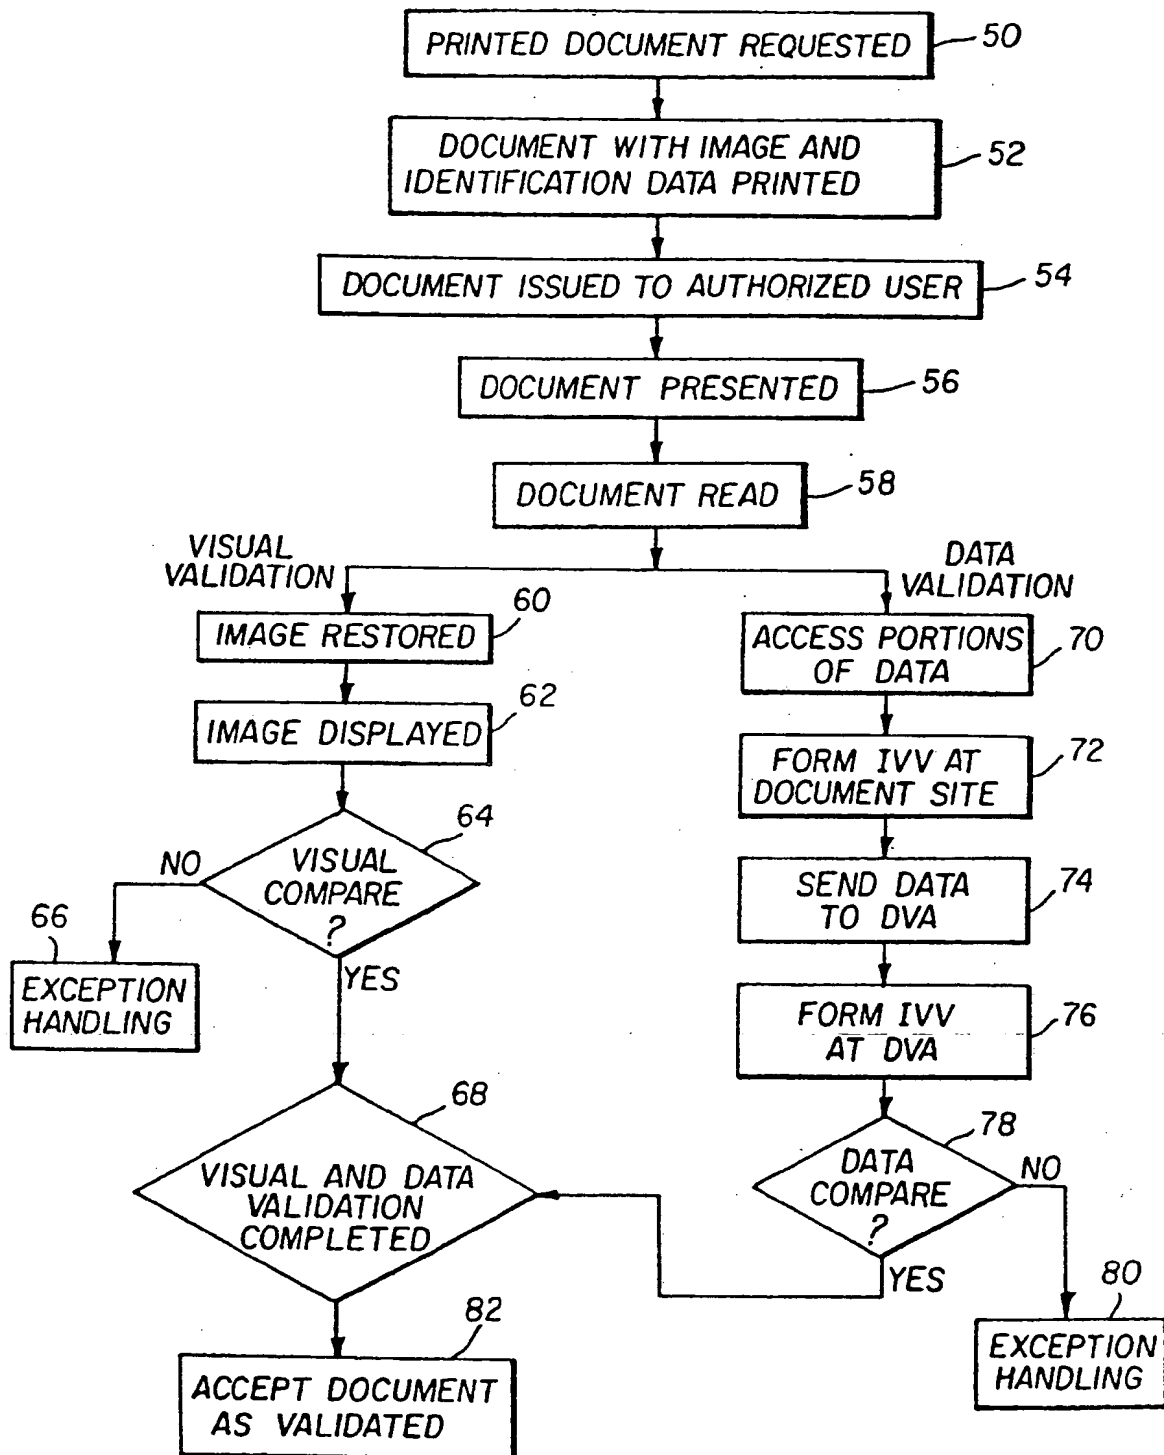 PRINTED DOCUMENT REQUESTED
50
DOCUMENT WITH IMAGE AND
IDENTIFICATION DATA PRINTED
52
DOCUMENT ISSUED TO AUTHORIZED USER
54
DOCUMENT PRESENTED
56
DOCUMENT READ
58
VISUAL
VALIDATION
IMAGE RESTORED
60
IMAGE DISPLAYED
62
VISUAL
COMPARE
?
64
NO
66
EXCEPTION
HANDLING
YES
DATA
VALIDATION
ACCESS PORTIONS
OF DATA
70
FORM IVV AT
DOCUMENT SITE
72
SEND DATA
TO DVA
74
FORM IVV
AT DVA
76
DATA
COMPARE
?
78
NO
80
EXCEPTION
HANDLING
YES
VISUAL AND DATA
VALIDATION
COMPLETED
68
ACCEPT DOCUMENT
AS VALIDATED
82